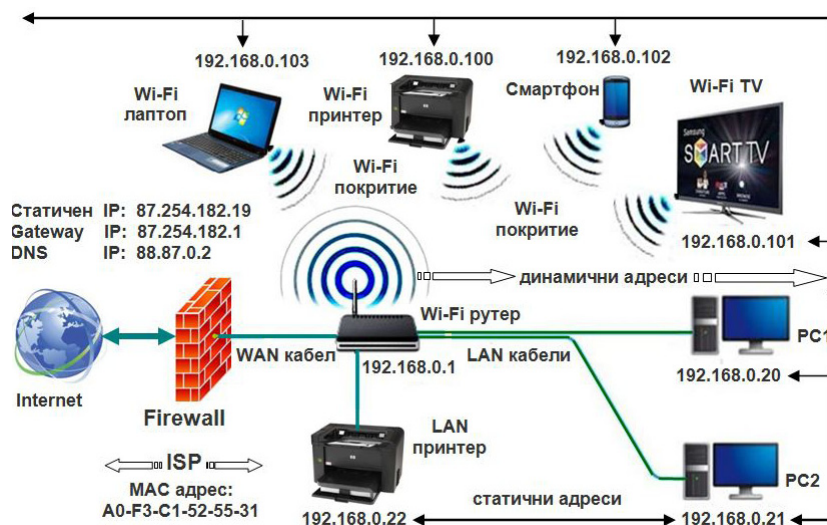 192.168.0.103
192.168.0.100
192.168.0.102
Wi-Fi
лаптоп
Wi-Fi
принтер
Смартфон
Wi-Fi TV
Samsung
SMART TV
Wi-Fi
покритие
Wi-Fi
покритие
Статичен IP: 87.254.182.19
Gateway IP: 87.254.182.1
DNS IP: 88.87.0.2
192.168.0.101
динамични адреси
Wi-Fi рутер
PC1
WAN кабел
LAN кабели
192.168.0.1
192.168.0.20
Internet
Firewall
LAN
принтер
ISP
МАС адрес:
A0-F3-C1-52-55-31
PC2
статични адреси
192.168.0.22
192.168.0.21